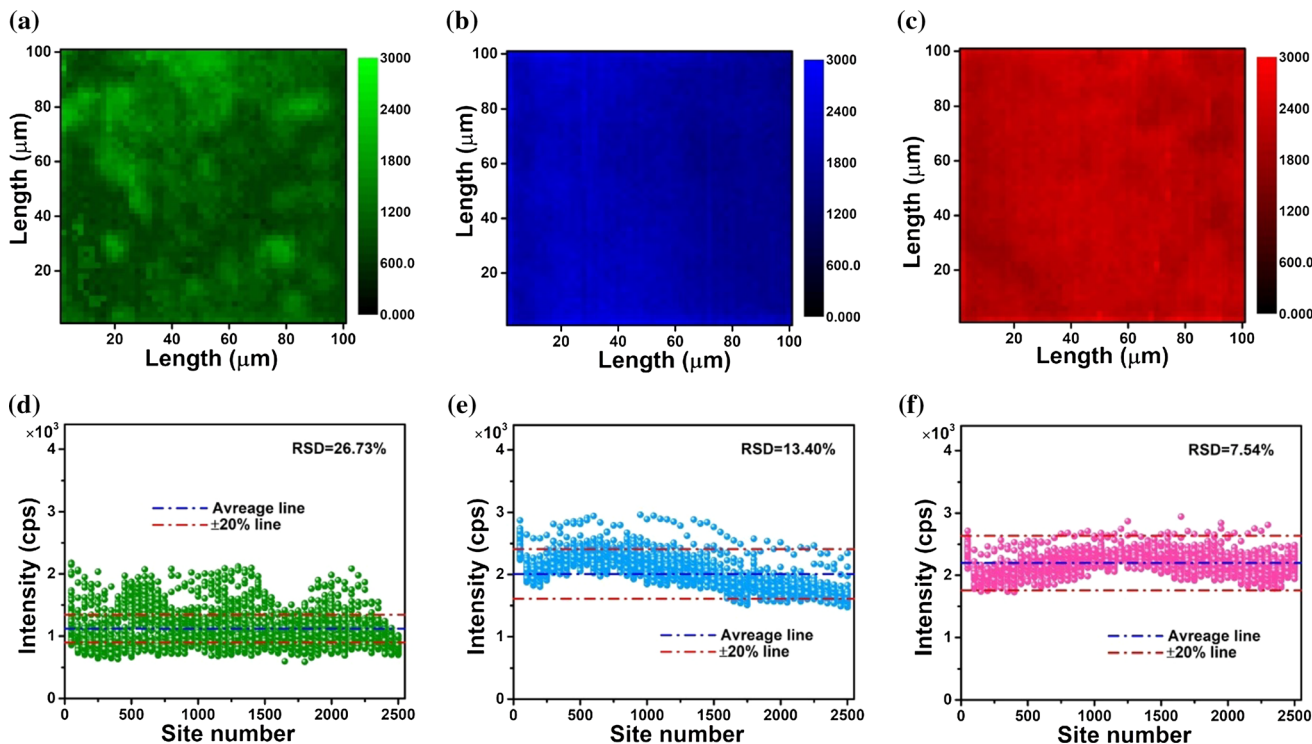 (a)
(b)
(c)
Length (μm)
100
80
60
40
20
20 40 60 80 100
Length (μm)
3000
2400
1800
1200
600.0
0.000
Length (μm)
100
80
60
40
20
20 40 60 80 100
Length (μm)
3000
2400
1800
1200
600.0
0.000
Length (μm)
100
80
60
40
20
20 40 60 80 100
Length (μm)
3000
2400
1800
1200
600.0
0.000
(d)
(e)
(f)
×10³
Intensity (cps)
4
3
2
1
0
RSD=26.73%
Avreage line
±20% line
0 500 1000 1500 2000 2500
Site number
×10³
Intensity (cps)
4
3
2
1
0
RSD=13.40%
Avreage line
±20% line
0 500 1000 1500 2000 2500
Site number
×10³
Intensity (cps)
4
3
2
1
0
RSD=7.54%
Avreage line
±20% line
0 500 1000 1500 2000 2500
Site number